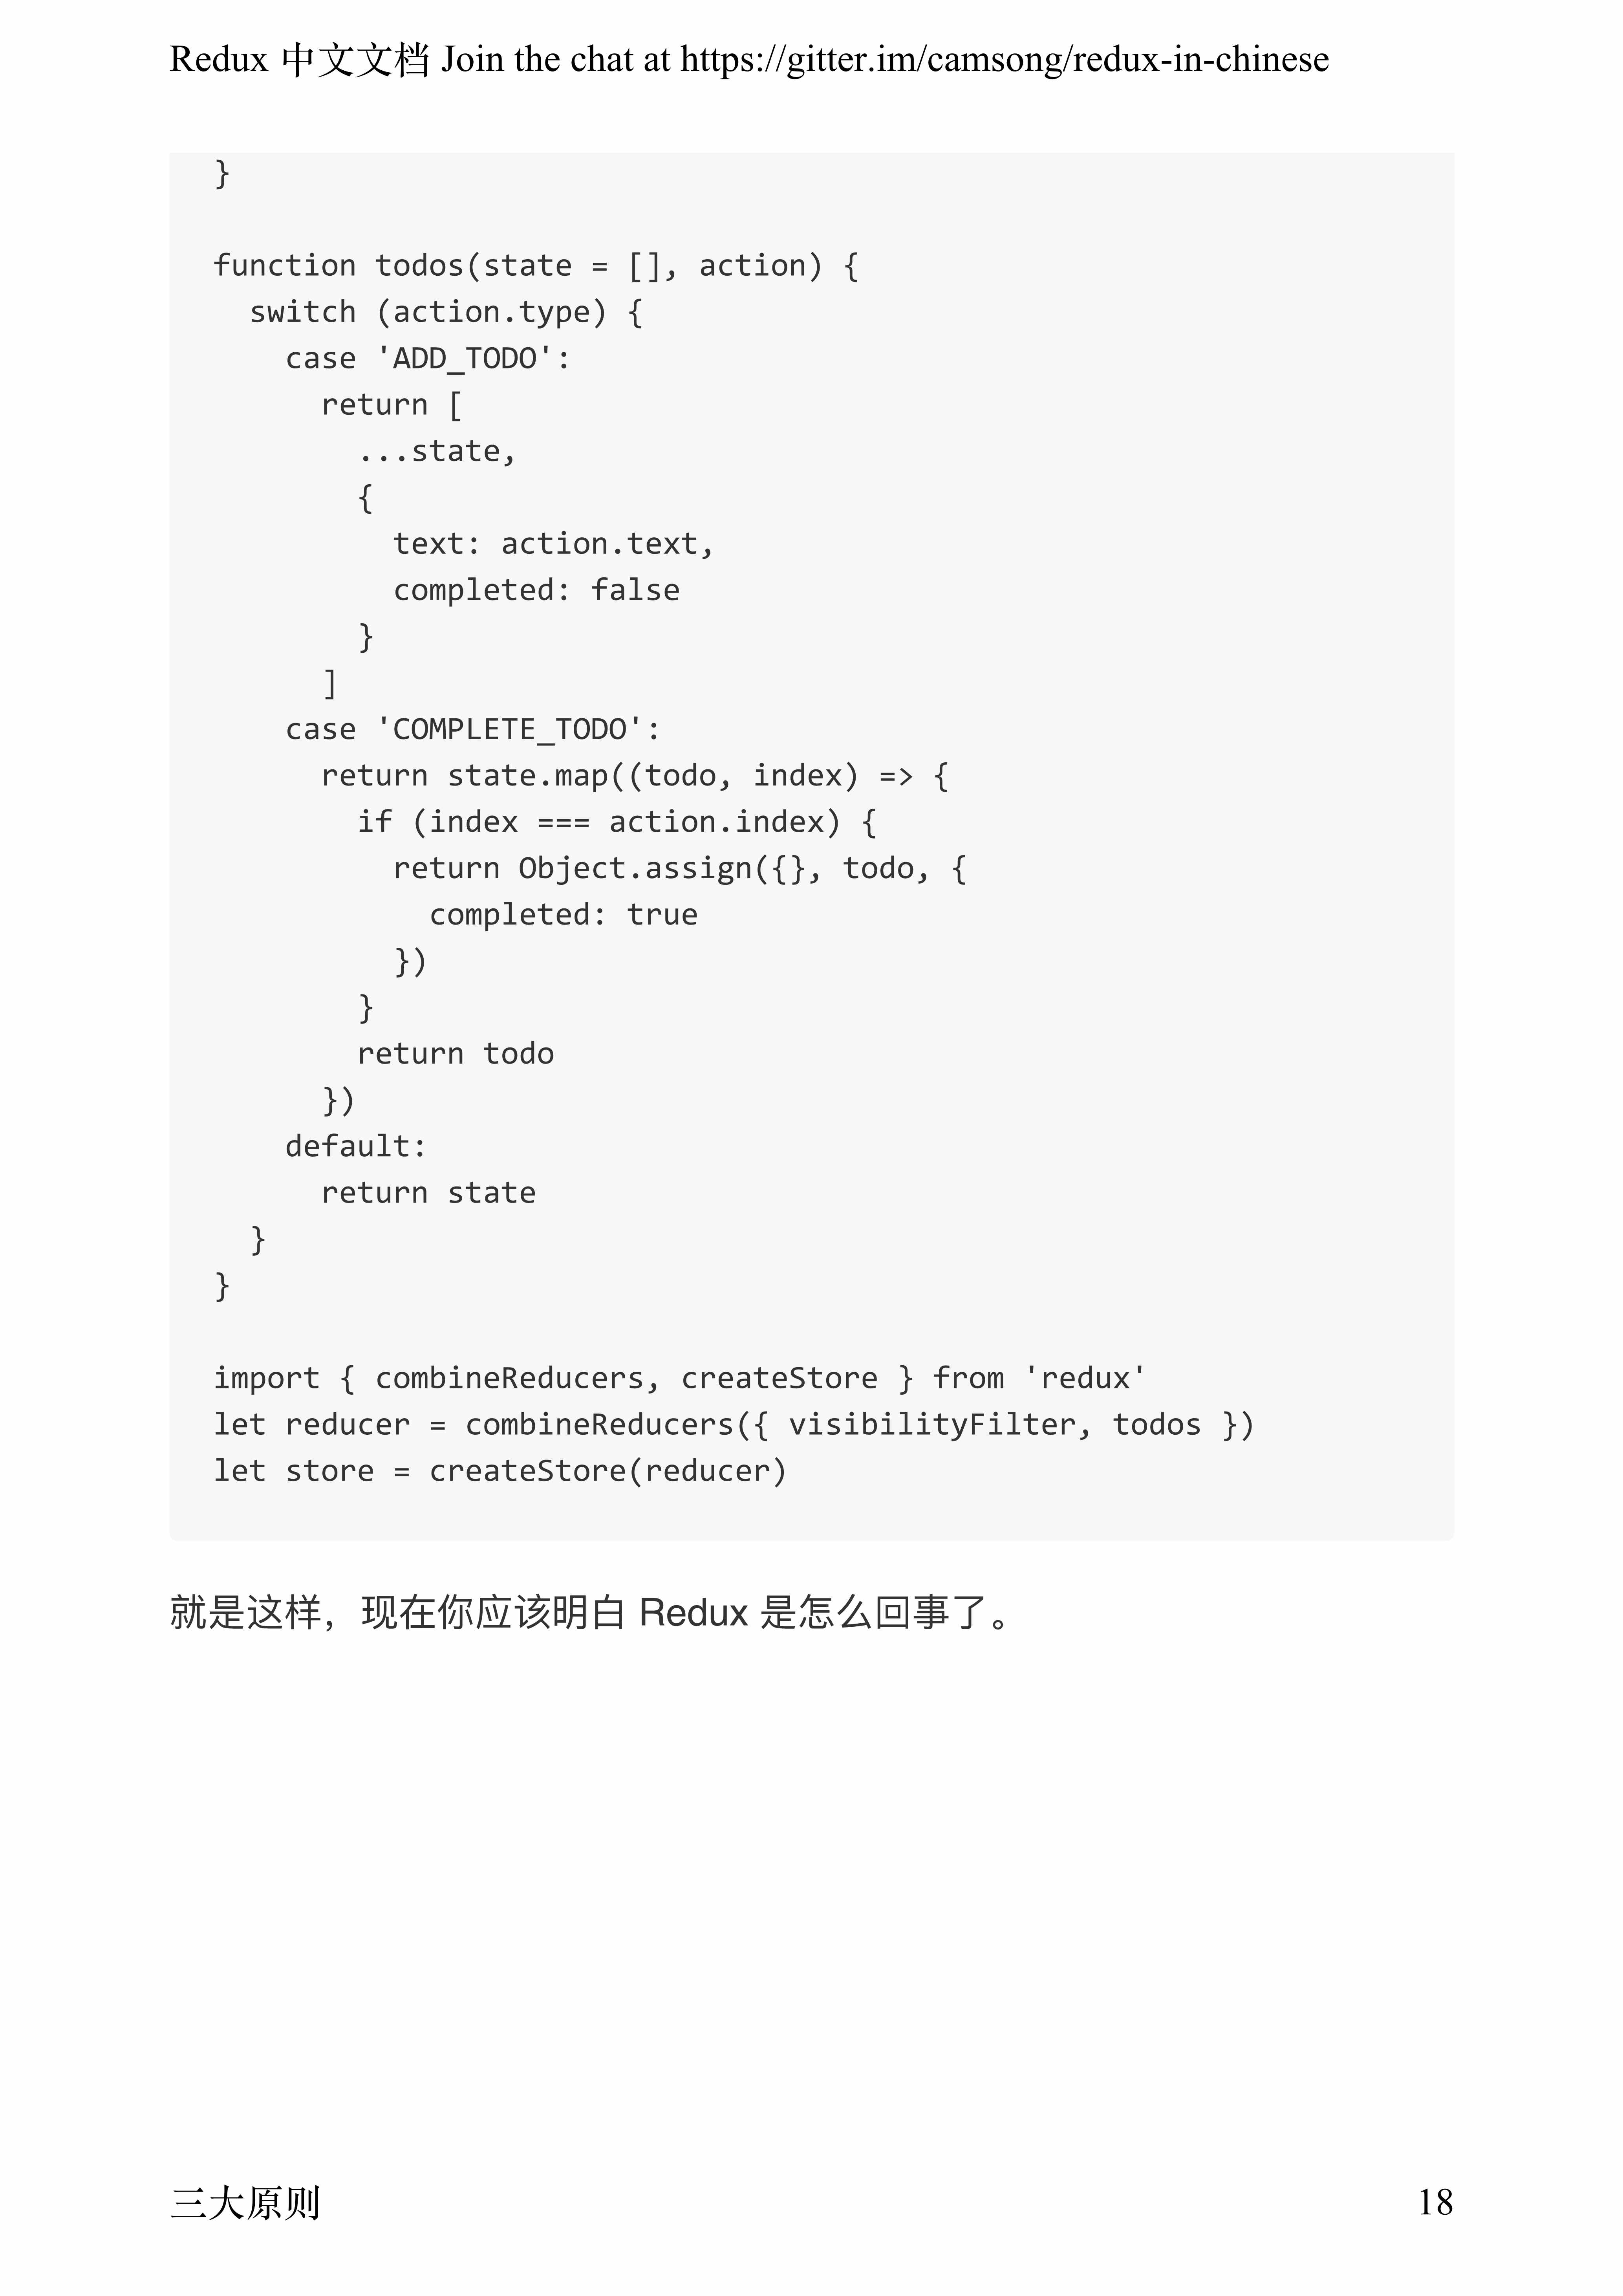 Redux 中文文档 Join the chat at https://gitter.im/camsong/redux-in-chinese
}
function todos(state = [], action) {
  switch (action.type) {
    case 'ADD_TODO':
      return [
        ...state,
        {
          text: action.text,
          completed: false
        }
      ]
    case 'COMPLETE_TODO':
      return state.map((todo, index) => {
        if (index === action.index) {
          return Object.assign({}, todo, {
            completed: true
          })
        }
        return todo
      })
    default:
      return state
  }
}
import { combineReducers, createStore } from 'redux'
let reducer = combineReducers({ visibilityFilter, todos })
let store = createStore(reducer)
就是这样，现在你应该明白 Redux 是怎么回事了。
三大原则
18